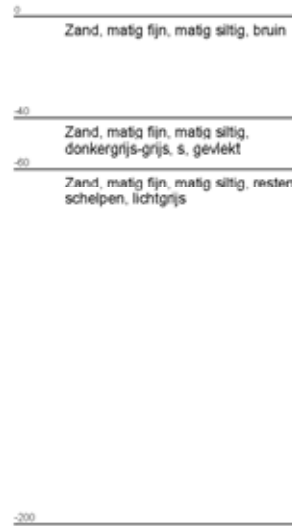 0
Zand, matig fijn, matig siltig, bruin
-40
Zand, matig fijn, matig siltig,
donkergrijs-grijs, s, gevlekt
-60
Zand, matig fijn, matig siltig, resten
schelpen, lichtgrijs
-200